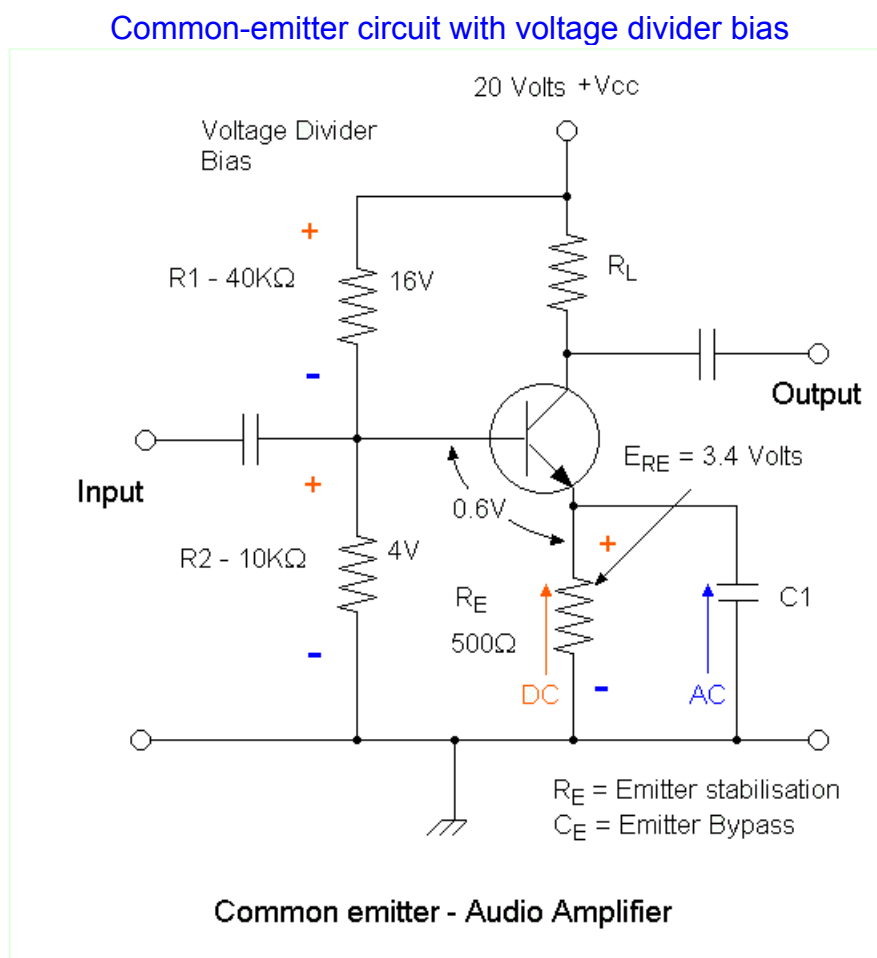 Common-emitter circuit with voltage divider bias
20 Volts +Vcc
Voltage Divider
Bias
+
R1 - 40KΩ
16V
RL
-
Output
Input
+
ERE = 3.4 Volts
0.6V
R2 - 10KΩ
4V
+
RE
500Ω
C1
-
DC
-
AC
RE = Emitter stabilisation
CE = Emitter Bypass
Common emitter - Audio Amplifier